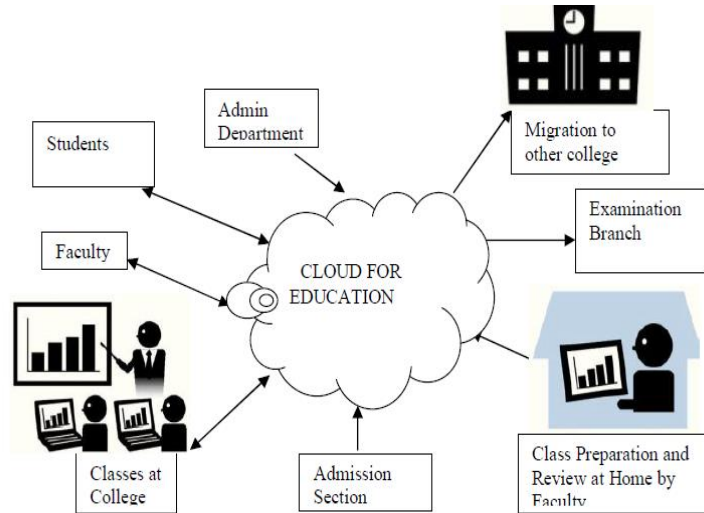 Admin
Department
Students
Migration to
other college
Examination
Branch
Faculty
CLOUD FOR
EDUCATION
Classes at
College
Admission
Section
Class Preparation and
Review at Home by
Faculty